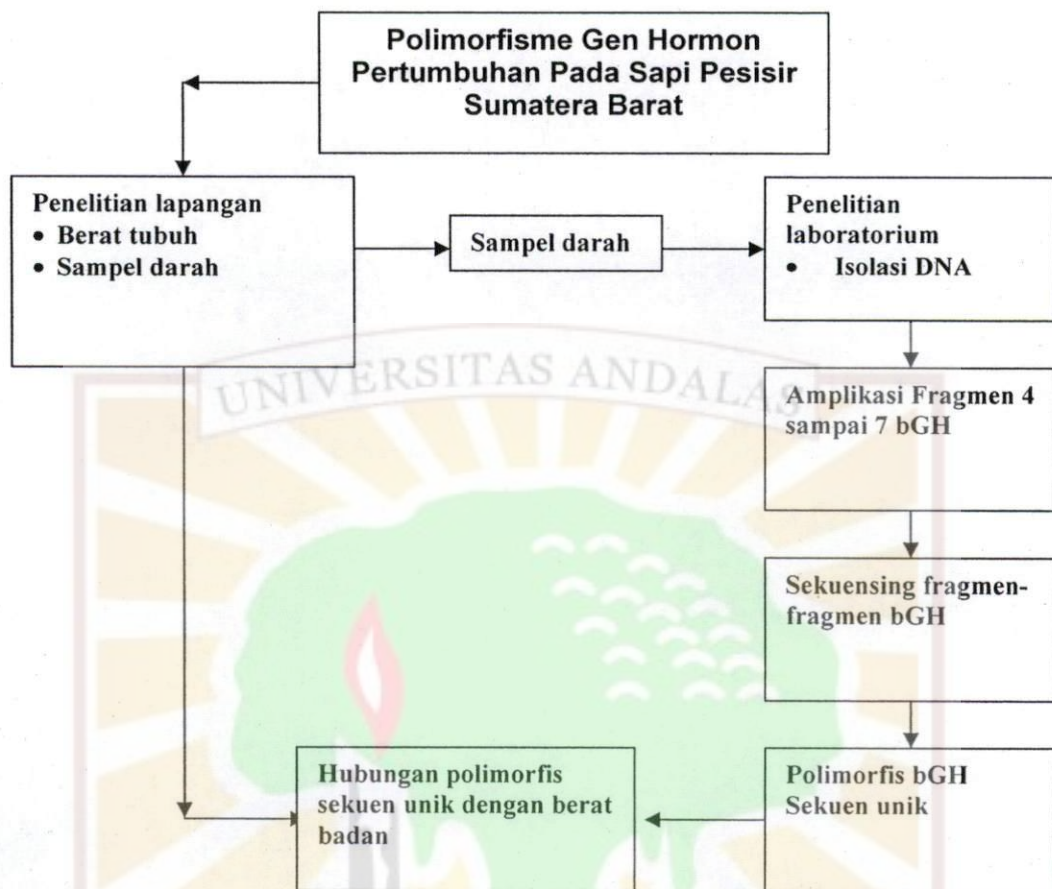 Polimorfisme Gen Hormon
Pertumbuhan Pada Sapi Pesisir
Sumatera Barat
Penelitian lapangan
• Berat tubuh
• Sampel darah
Sampel darah
Penelitian
laboratorium
• Isolasi DNA
UNIVERSITAS ANDALAS
Amplikasi Fragmen 4
sampai 7 bGH
Sekuensing fragmen-
fragmen bGH
Polimorfis bGH
Sekuen unik
Hubungan polimorfis
sekuen unik dengan berat
badan